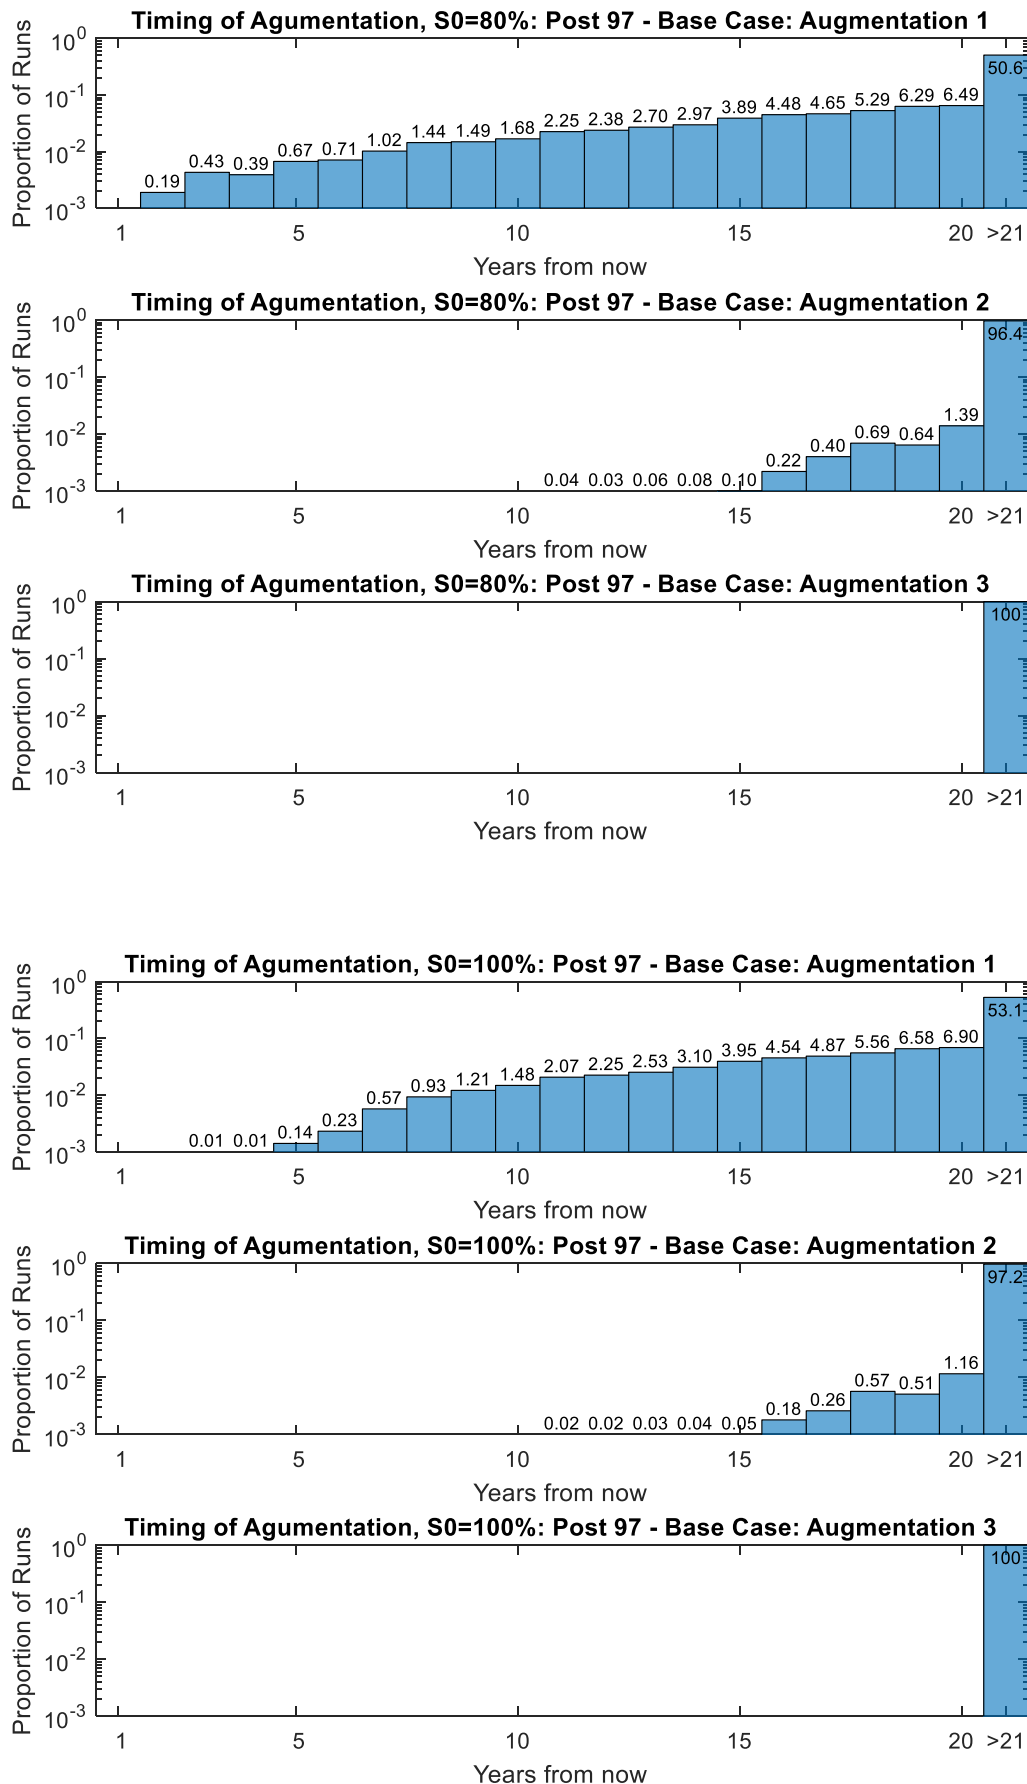 Timing of Agumentation, S0=80%: Post 97 - Base Case: Augmentation 1
Proportion of Runs
10^0
10^-1
10^-2
10^-3
0.19 0.43 0.39 0.67 0.71 1.02 1.44 1.49 1.68 2.25 2.38 2.70 2.97 3.89 4.48 4.65 5.29 6.29 6.49 50.6
1 5 10 15 20 >21
Years from now
Timing of Agumentation, S0=80%: Post 97 - Base Case: Augmentation 2
Proportion of Runs
10^0
10^-1
10^-2
10^-3
0.04 0.03 0.06 0.08 0.10 0.22 0.40 0.69 0.64 1.39 96.4
1 5 10 15 20 >21
Years from now
Timing of Agumentation, S0=80%: Post 97 - Base Case: Augmentation 3
Proportion of Runs
10^0
10^-1
10^-2
10^-3
100
1 5 10 15 20 >21
Years from now
Timing of Agumentation, S0=100%: Post 97 - Base Case: Augmentation 1
Proportion of Runs
10^0
10^-1
10^-2
10^-3
0.01 0.01 0.14 0.23 0.57 0.93 1.21 1.48 2.07 2.25 2.53 3.10 3.95 4.54 4.87 5.56 6.58 6.90 53.1
1 5 10 15 20 >21
Years from now
Timing of Agumentation, S0=100%: Post 97 - Base Case: Augmentation 2
Proportion of Runs
10^0
10^-1
10^-2
10^-3
0.02 0.02 0.03 0.04 0.05 0.18 0.26 0.57 0.51 1.16 97.2
1 5 10 15 20 >21
Years from now
Timing of Agumentation, S0=100%: Post 97 - Base Case: Augmentation 3
Proportion of Runs
10^0
10^-1
10^-2
10^-3
100
1 5 10 15 20 >21
Years from now